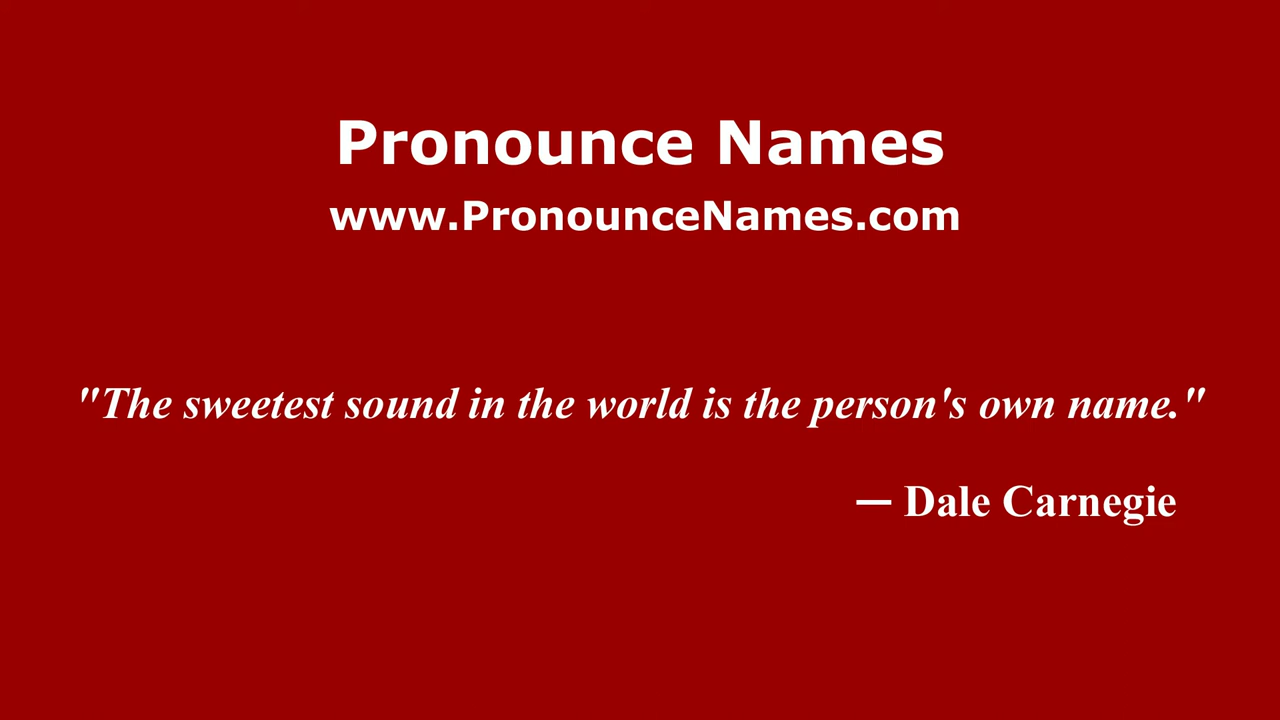 Pronounce Names
www.PronounceNames.com
"The sweetest sound in the world is the person's own name."
— Dale Carnegie